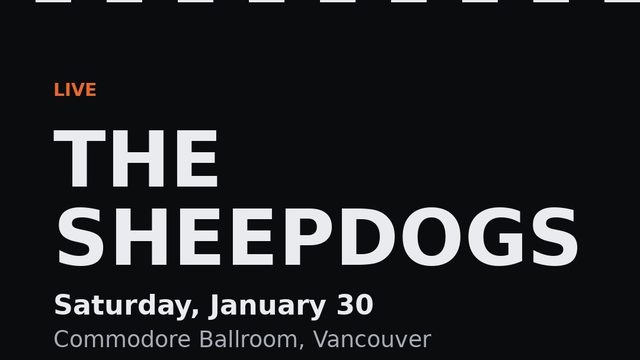 LIVE
THE
SHEEPDOGS
Saturday, January 30
Commodore Ballroom, Vancouver